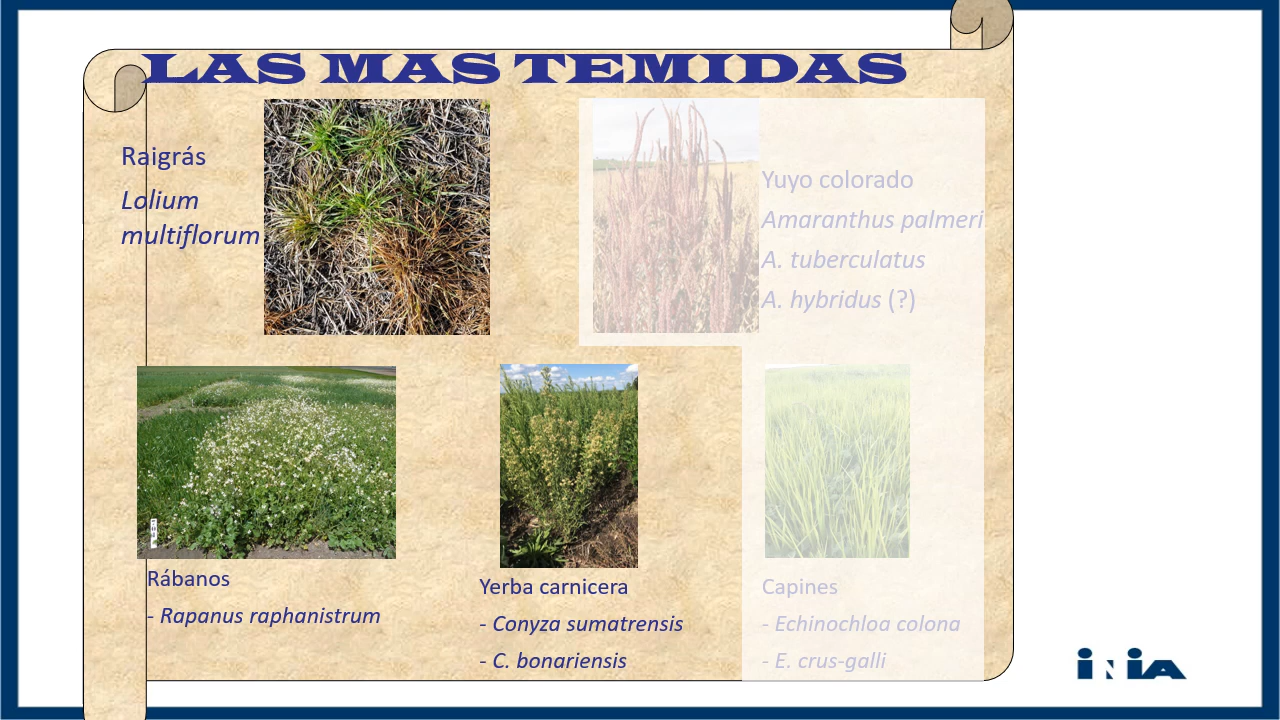 LAS MAS TEMIDAS
Raigrás
Lolium
multiflorum
Yuyo colorado
Amaranthus palmeri
A. tuberculatus
A. hybridus (?)
Rábanos
- Rapanus raphanistrum
Yerba carnicera
- Conyza sumatrensis
- C. bonariensis
Capines
- Echinochloa colona
- E. crus-galli
inia